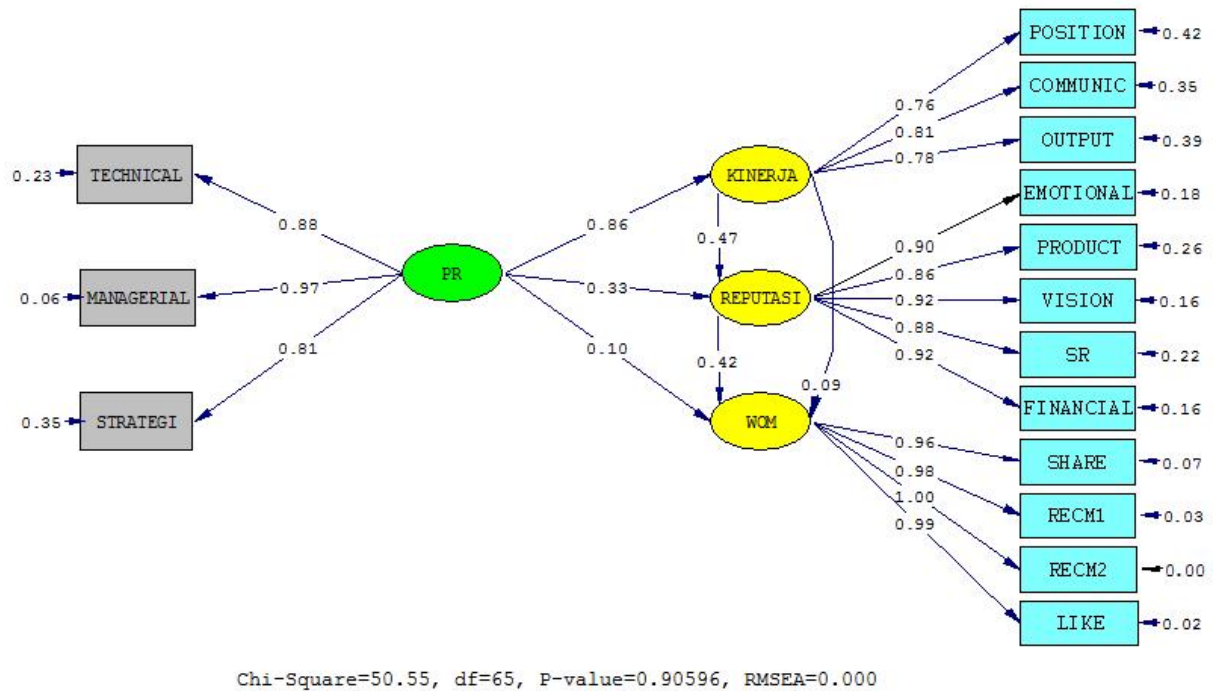 POSITION 0.42
COMMUNIC 0.35
0.76
0.81
OUTPUT 0.39
0.78
0.23 TECHNICAL
KINERJA
EMOTIONAL 0.18
0.88
0.86
0.47
0.90
PRODUCT 0.26
PR
0.86
0.06 MANAGERIAL
0.97
0.33
REPUTASI
0.92
VISION 0.16
0.88
0.81
0.10
0.42
0.92
SR 0.22
0.09
FINANCIAL 0.16
0.35 STRATEGI
WOM
0.96
SHARE 0.07
0.98
1.00
RECM1 0.03
0.99
RECM2 0.00
LIKE 0.02
Chi-Square=50.55, df=65, P-value=0.90596, RMSEA=0.000